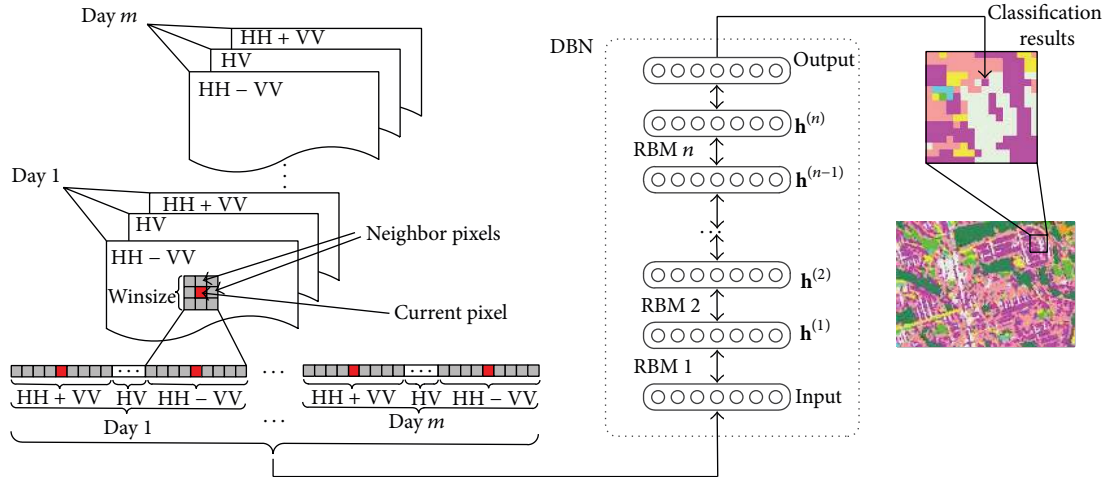 Day m
HH + VV
HV
HH − VV
⋮
Day 1
HH + VV
HV
HH − VV
Winsize
Neighbor pixels
Current pixel
··· ··· ···
HH + VV HV HH − VV HH + VV HV HH − VV
Day 1 ··· Day m
DBN
Output
h^(n)
RBM n
h^(n−1)
···
h^(2)
RBM 2
h^(1)
RBM 1
Input
Classification
results